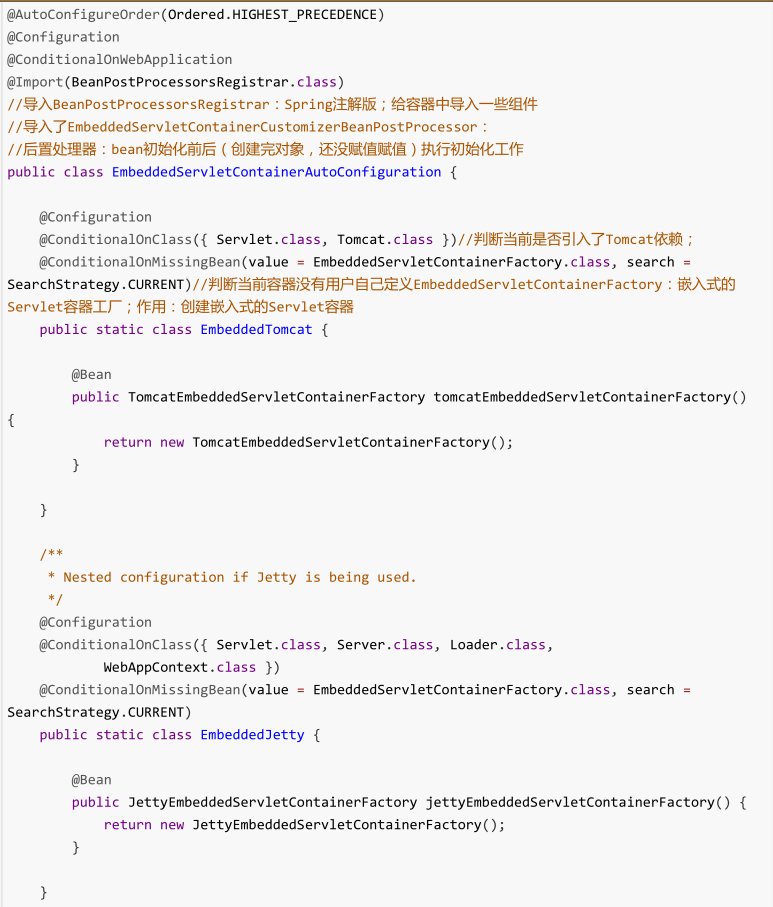 @AutoConfigureOrder(Ordered.HIGHEST_PRECEDENCE)
@Configuration
@ConditionalOnWebApplication
@Import(BeanPostProcessorsRegistrar.class)
//导入BeanPostProcessorsRegistrar：Spring注解版；给容器中导入一些组件
//导入了EmbeddedServletContainerCustomizerBeanPostProcessor：
//后置处理器：bean初始化前后（创建完对象，还没赋值赋值）执行初始化工作
public class EmbeddedServletContainerAutoConfiguration {
    @Configuration
    @ConditionalOnClass({ Servlet.class, Tomcat.class })//判断当前是否引入了Tomcat依赖；
    @ConditionalOnMissingBean(value = EmbeddedServletContainerFactory.class, search =
SearchStrategy.CURRENT)//判断当前容器没有用户自己定义EmbeddedServletContainerFactory：嵌入式的
Servlet容器工厂；作用：创建嵌入式的Servlet容器
    public static class EmbeddedTomcat {
        @Bean
        public TomcatEmbeddedServletContainerFactory tomcatEmbeddedServletContainerFactory()
{
            return new TomcatEmbeddedServletContainerFactory();
        }
    }
    /**
     * Nested configuration if Jetty is being used.
     */
    @Configuration
    @ConditionalOnClass({ Servlet.class, Server.class, Loader.class,
            WebAppContext.class })
    @ConditionalOnMissingBean(value = EmbeddedServletContainerFactory.class, search =
SearchStrategy.CURRENT)
    public static class EmbeddedJetty {
        @Bean
        public JettyEmbeddedServletContainerFactory jettyEmbeddedServletContainerFactory() {
            return new JettyEmbeddedServletContainerFactory();
        }
    }